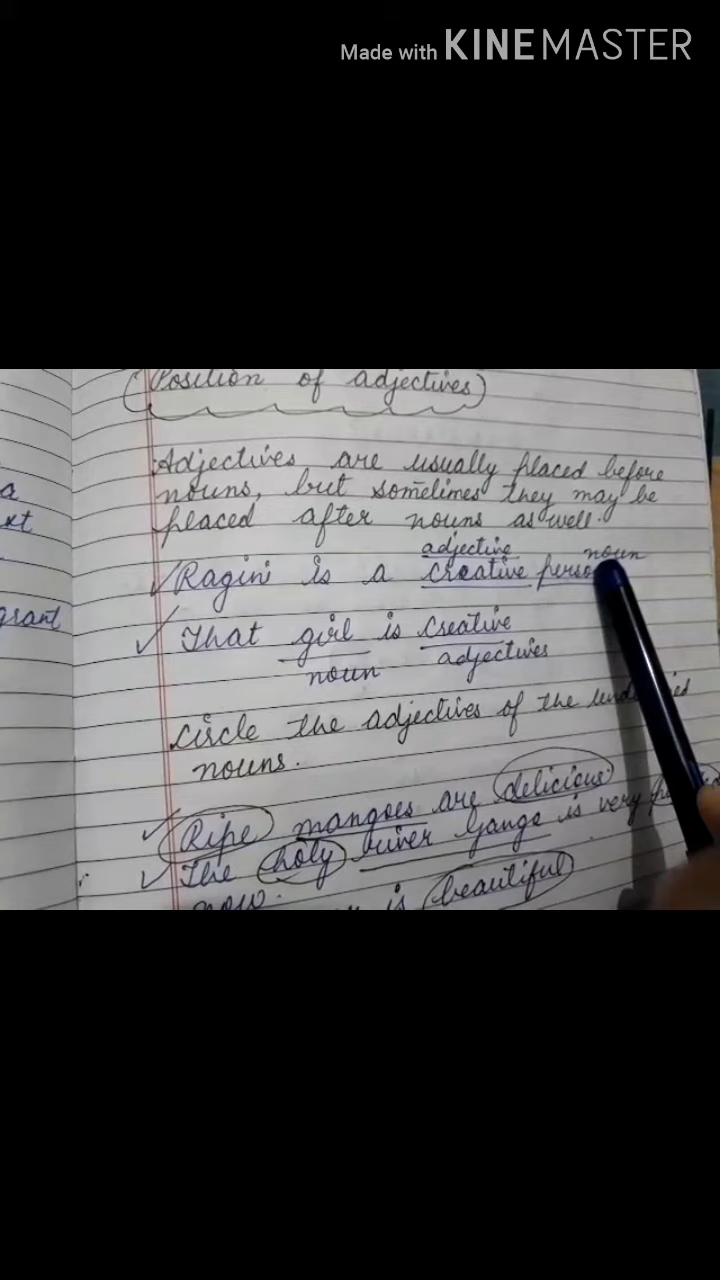 Made with KINEMASTER
(Position of adjectives)
Adjectives are usually placed before
a
nouns, but sometimes they may be
placed after nouns as well.
adjective noun
✓Ragini is a creative
grant
✓ That girl is creative
noun adjectives
Circle the adjectives of the
nouns.
✓ Ripe mangoes are delicious
✓ The holy river Ganga is very
now.
is beautiful